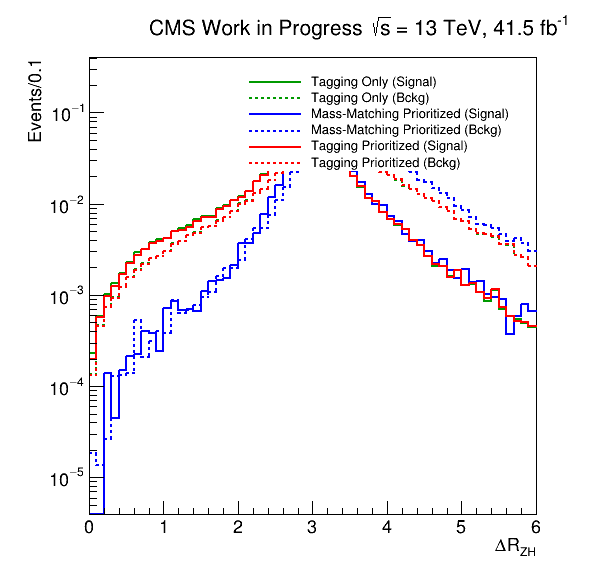 CMS Work in Progress √s = 13 TeV, 41.5 fb⁻¹
Events/0.1
Tagging Only (Signal)
Tagging Only (Bckg)
Mass-Matching Prioritized (Signal)
Mass-Matching Prioritized (Bckg)
Tagging Prioritized (Signal)
Tagging Prioritized (Bckg)
10⁻¹
10⁻²
10⁻³
10⁻⁴
10⁻⁵
0 1 2 3 4 5 6
ΔR_ZH